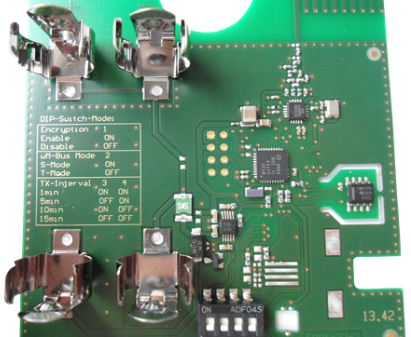 DIP-Switch-Mode:
Encryption * 1
Enable * ON
Disable * OFF
wM-Bus Mode 2
S-Mode * ON
T-Mode * OFF
TX-Interval 3 4
1min * ON ON
5min OFF ON
10min ON OFF
15min OFF OFF
ON ADF04S
13.42